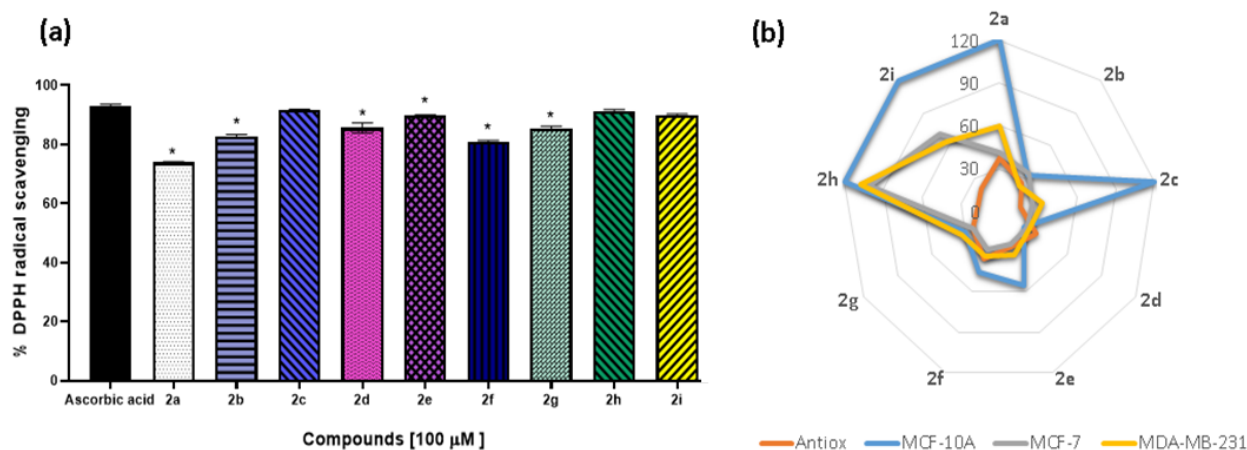 (a)
% DPPH radical scavenging
100
80
60
40
20
0
*
*
*
*
*
*
Ascorbic acid 2a 2b 2c 2d 2e 2f 2g 2h 2i
Compounds [100 µM ]
(b)
2a
2b
2c
2d
2e
2f
2g
2h
2i
120
90
60
30
0
Antiox MCF-10A MCF-7 MDA-MB-231